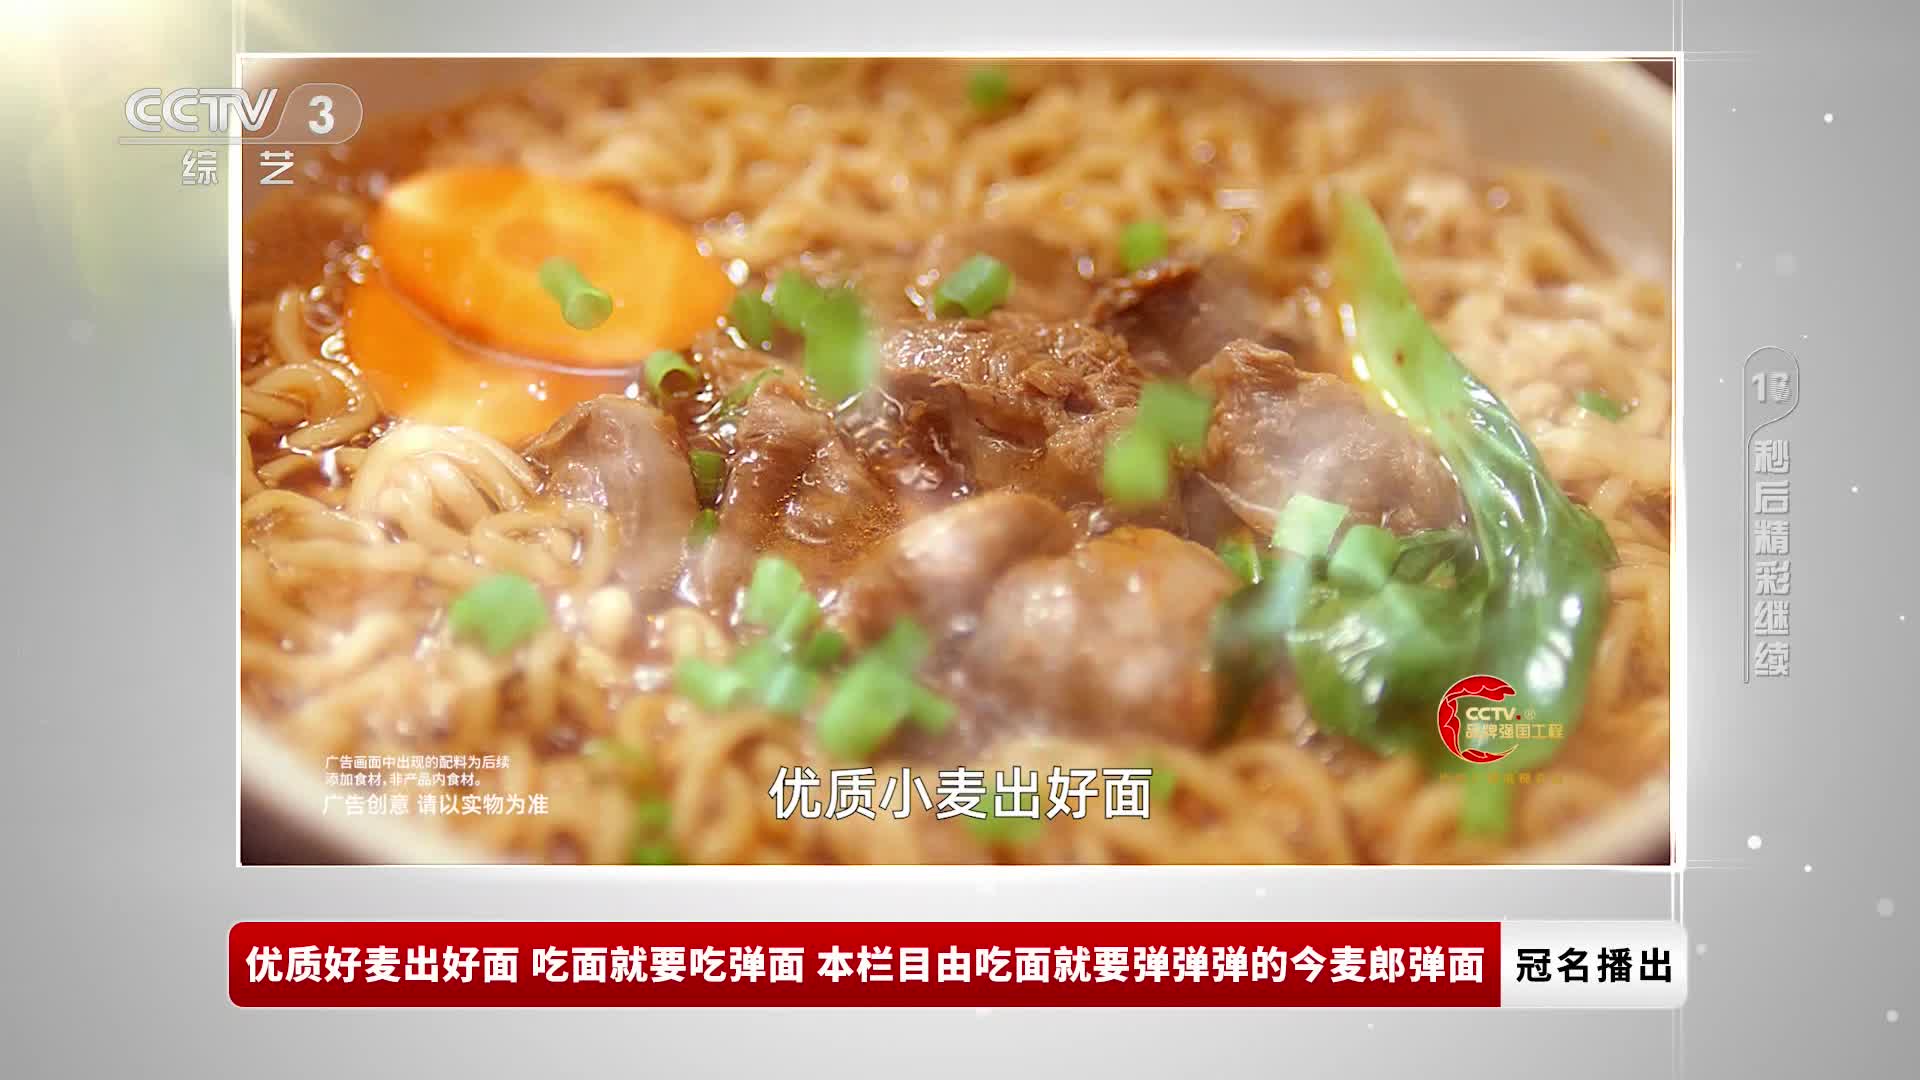 CCTV 3
综艺
秒后精彩继续
CCTV
品牌强国工程
广告画面中出现的配料为后续
添加食材,非产品内食材。
广告创意 请以实物为准
优质小麦出好面
优质好麦出好面 吃面就要吃弹面 本栏目由吃面就要弹弹弹的今麦郎弹面 冠名播出